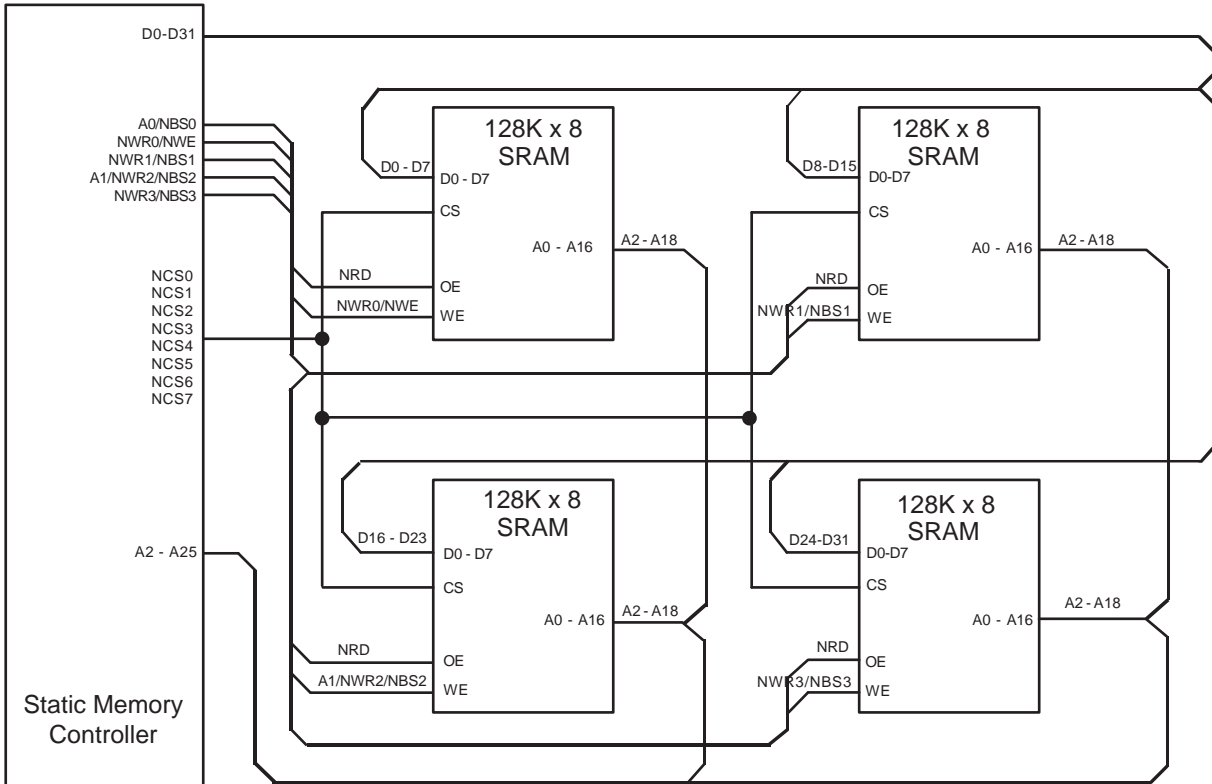 D0-D31
A0/NBS0
NWR0/NWE
NWR1/NBS1
A1/NWR2/NBS2
NWR3/NBS3
NCS0
NCS1
NCS2
NCS3
NCS4
NCS5
NCS6
NCS7
A2 - A25
Static Memory
Controller
128K x 8
SRAM
D0 - D7
D0 - D7
CS
A0 - A16
A2 - A18
NRD
OE
NWR0/NWE
WE
128K x 8
SRAM
D8-D15
D0-D7
CS
A0 - A16
A2 - A18
NRD
OE
NWR1/NBS1
WE
128K x 8
SRAM
D16 - D23
D0 - D7
CS
A0 - A16
A2 - A18
NRD
OE
A1/NWR2/NBS2
WE
128K x 8
SRAM
D24-D31
D0-D7
CS
A0 - A16
A2 - A18
NRD
OE
NWR3/NBS3
WE